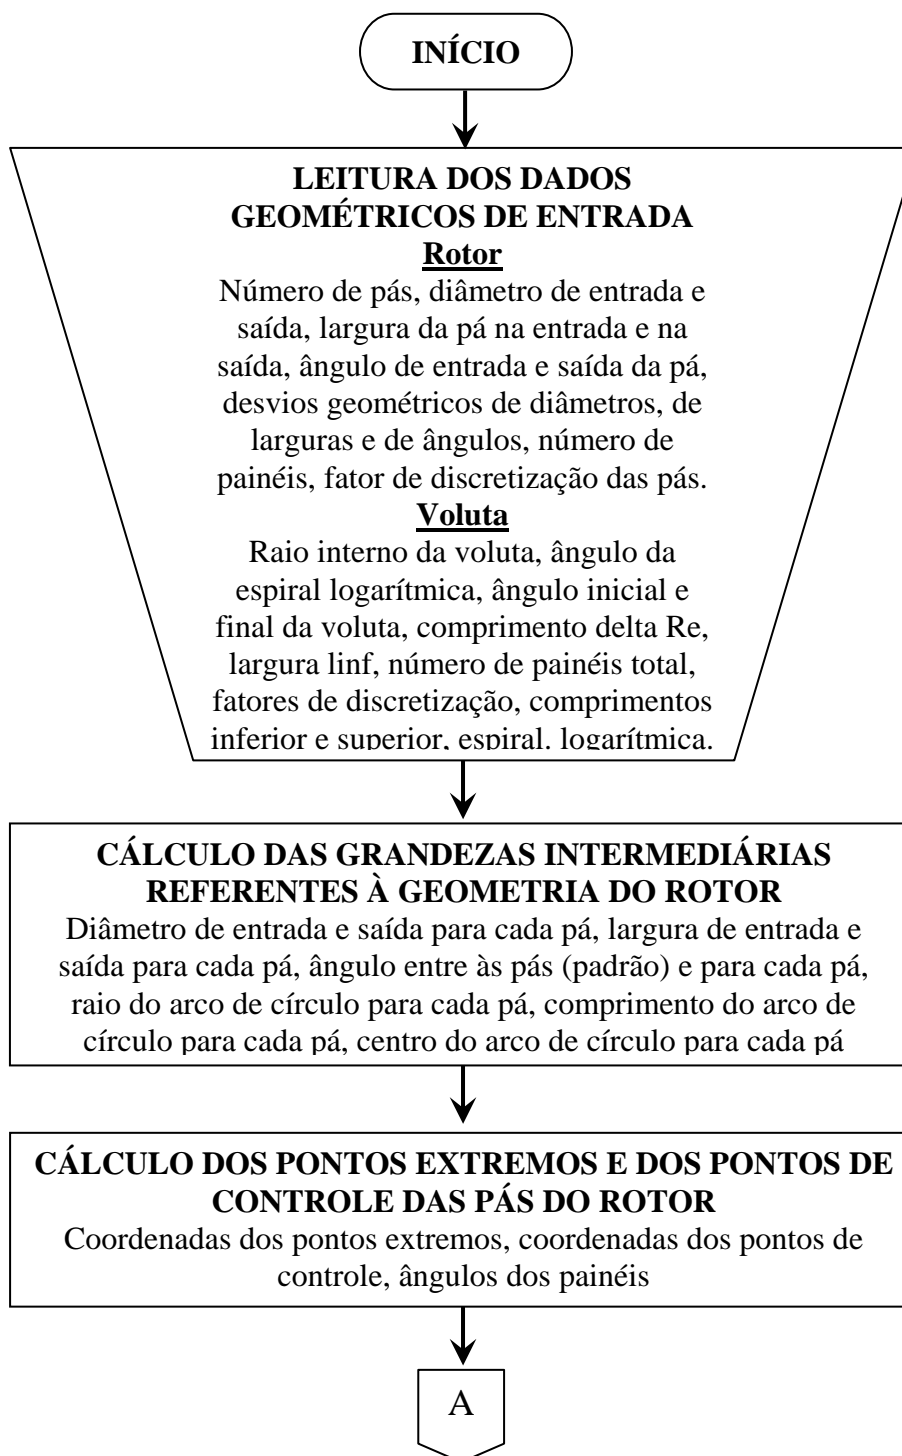 INÍCIO
LEITURA DOS DADOS
GEOMÉTRICOS DE ENTRADA
Rotor
Número de pás, diâmetro de entrada e
saída, largura da pá na entrada e na
saída, ângulo de entrada e saída da pá,
desvios geométricos de diâmetros, de
larguras e de ângulos, número de
painéis, fator de discretização das pás.
Voluta
Raio interno da voluta, ângulo da
espiral logarítmica, ângulo inicial e
final da voluta, comprimento delta Re,
largura linf, número de painéis total,
fatores de discretização, comprimentos
inferior e superior, espiral. logarítmica.
CÁLCULO DAS GRANDEZAS INTERMEDIÁRIAS
REFERENTES À GEOMETRIA DO ROTOR
Diâmetro de entrada e saída para cada pá, largura de entrada e
saída para cada pá, ângulo entre às pás (padrão) e para cada pá,
raio do arco de círculo para cada pá, comprimento do arco de
círculo para cada pá, centro do arco de círculo para cada pá
CÁLCULO DOS PONTOS EXTREMOS E DOS PONTOS DE
CONTROLE DAS PÁS DO ROTOR
Coordenadas dos pontos extremos, coordenadas dos pontos de
controle, ângulos dos painéis
A